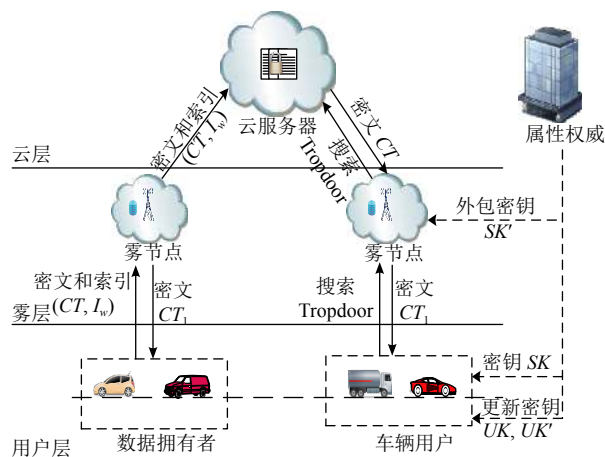 云服务器
属性权威
密文和索引
(CT, I_w)
密文 CT
搜索
Tropdoor
云层
雾节点
雾节点
外包密钥
SK′
密文和索引
(CT, I_w)
密文
CT₁
搜索
Tropdoor
密文
CT₁
雾层
密钥 SK
更新密钥
UK, UK′
数据拥有者
车辆用户
用户层